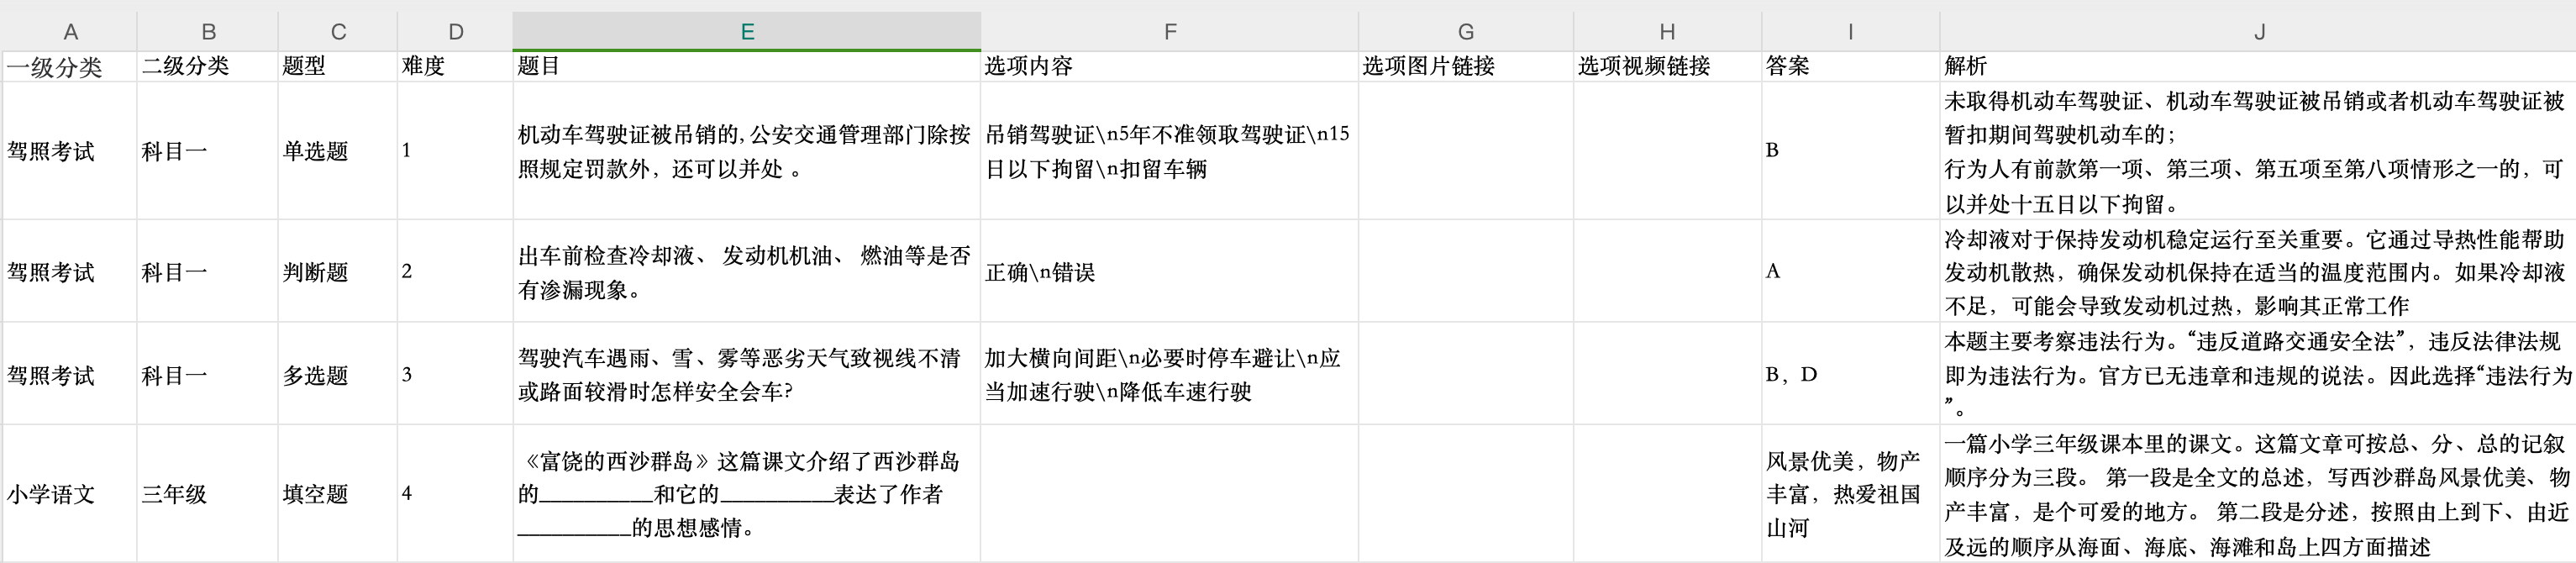 A B C D E F G H I J
一级分类 二级分类 题型 难度 题目 选项内容 选项图片链接 选项视频链接 答案 解析
驾照考试 科目一 单选题 1
机动车驾驶证被吊销的,公安交通管理部门除按
照规定罚款外，还可以并处 。
吊销驾驶证\n5年不准领取驾驶证\n15
日以下拘留\n扣留车辆
B
未取得机动车驾驶证、机动车驾驶证被吊销或者机动车驾驶证被
暂扣期间驾驶机动车的；
行为人有前款第一项、第三项、第五项至第八项情形之一的，可
以并处十五日以下拘留。
驾照考试 科目一 判断题 2
出车前检查冷却液、 发动机机油、 燃油等是否
有渗漏现象。
正确\n错误
A
冷却液对于保持发动机稳定运行至关重要。它通过导热性能帮助
发动机散热，确保发动机保持在适当的温度范围内。如果冷却液
不足，可能会导致发动机过热，影响其正常工作
驾照考试 科目一 多选题 3
驾驶汽车遇雨、雪、雾等恶劣天气致视线不清
或路面较滑时怎样安全会车?
加大横向间距\n必要时停车避让\n应
当加速行驶\n降低车速行驶
B，D
本题主要考察违法行为。“违反道路交通安全法”，违反法律法规
即为违法行为。官方已无违章和违规的说法。因此选择“违法行为
”。
小学语文 三年级 填空题 4
《富饶的西沙群岛》这篇课文介绍了西沙群岛
的__________和它的__________表达了作者
__________的思想感情。
风景优美，物产
丰富，热爱祖国
山河
一篇小学三年级课本里的课文。这篇文章可按总、分、总的记叙
顺序分为三段。 第一段是全文的总述，写西沙群岛风景优美、物
产丰富，是个可爱的地方。 第二段是分述，按照由上到下、由近
及远的顺序从海面、海底、海滩和岛上四方面描述